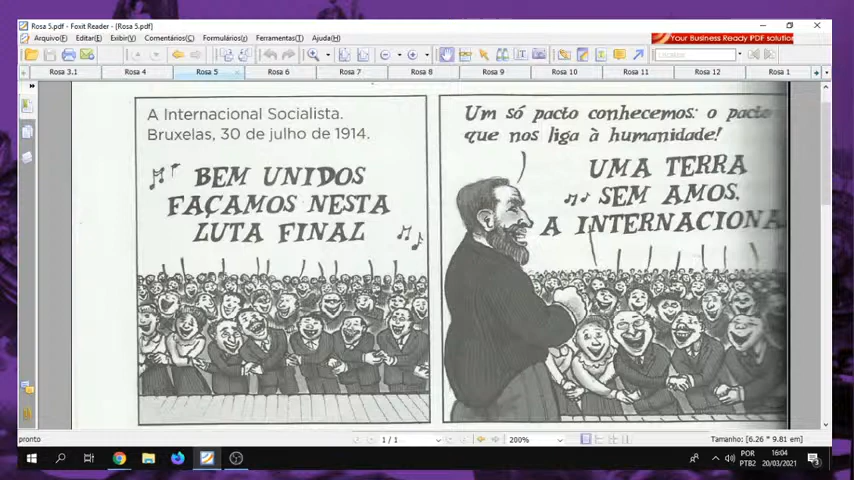 Rosa 5.pdf - Foxit Reader - [Rosa 5.pdf]
Arquivo(F) Editar(E) Exibir(V) Comentários(C) Formulários(r) Ferramentas(T) Ajuda(H)
Your Business Ready PDF solution
Rosa 3.1 Rosa 4 Rosa 5 Rosa 6 Rosa 7 Rosa 8 Rosa 9 Rosa 10 Rosa 11 Rosa 12 Rosa 1
A Internacional Socialista.
Bruxelas, 30 de julho de 1914.
BEM UNIDOS
FAÇAMOS NESTA
LUTA FINAL
Um só pacto conhecemos: o pacto
que nos liga à humanidade!
UMA TERRA
SEM AMOS,
A INTERNACIONA
pronto
1 / 1
200%
Tamanho: [6.26 * 9.81 em]
POR
PTB2
16:04
20/03/2021
3